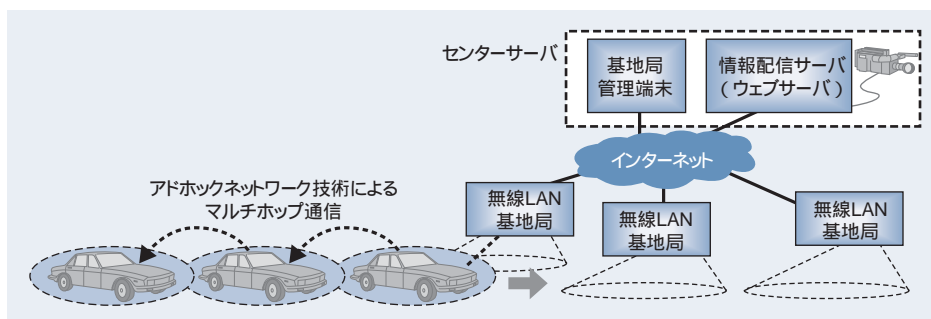 センターサーバ
基地局
管理端末
情報配信サーバ
(ウェブサーバ)
インターネット
アドホックネットワーク技術による
マルチホップ通信
無線LAN
基地局
無線LAN
基地局
無線LAN
基地局